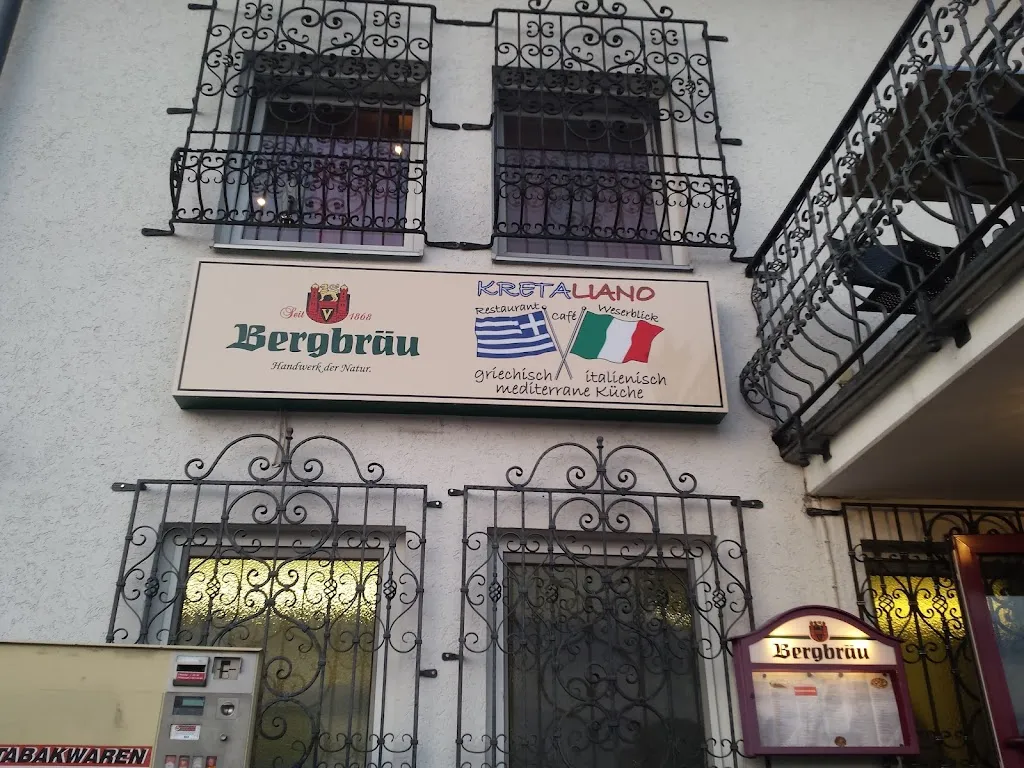 Seit 1868
Bergbräu
Handwerk der Natur.
KRETALIANO
Restaurant Café Weserblick
griechisch italienisch
mediterrane Küche
Bergbräu
TABAKWAREN